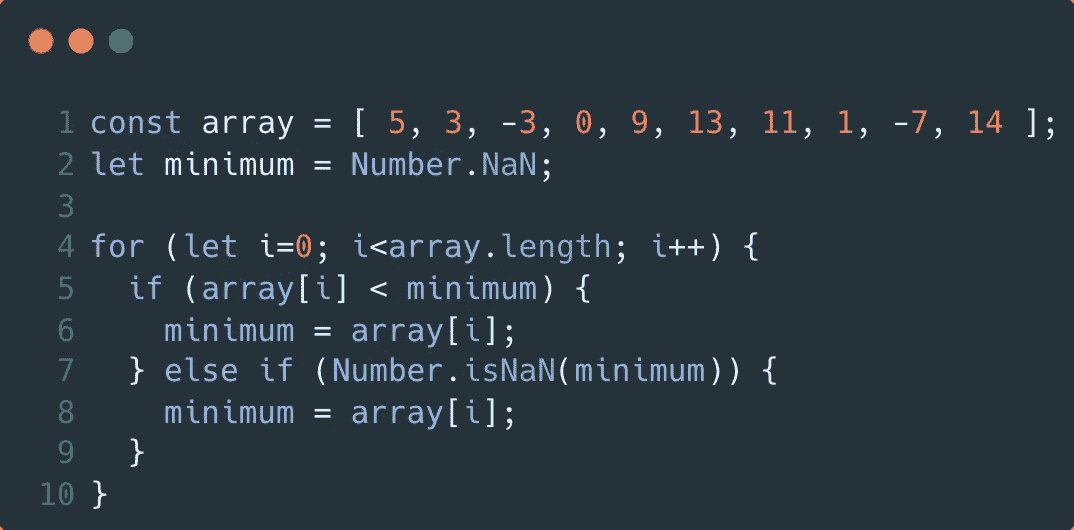 1 const array = [ 5, 3, -3, 0, 9, 13, 11, 1, -7, 14 ];
2 let minimum = Number.NaN;
3
4 for (let i=0; i<array.length; i++) {
5   if (array[i] < minimum) {
6     minimum = array[i];
7   } else if (Number.isNaN(minimum)) {
8     minimum = array[i];
9   }
10 }